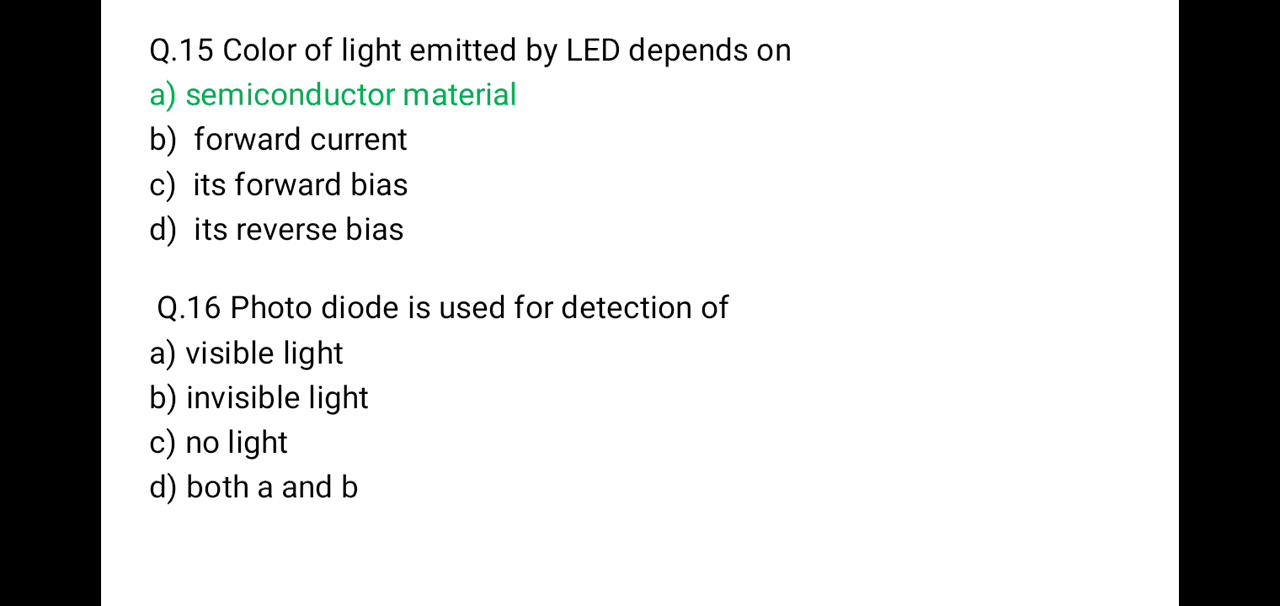 Q.15 Color of light emitted by LED depends on
a) semiconductor material
b) forward current
c) its forward bias
d) its reverse bias
Q.16 Photo diode is used for detection of
a) visible light
b) invisible light
c) no light
d) both a and b